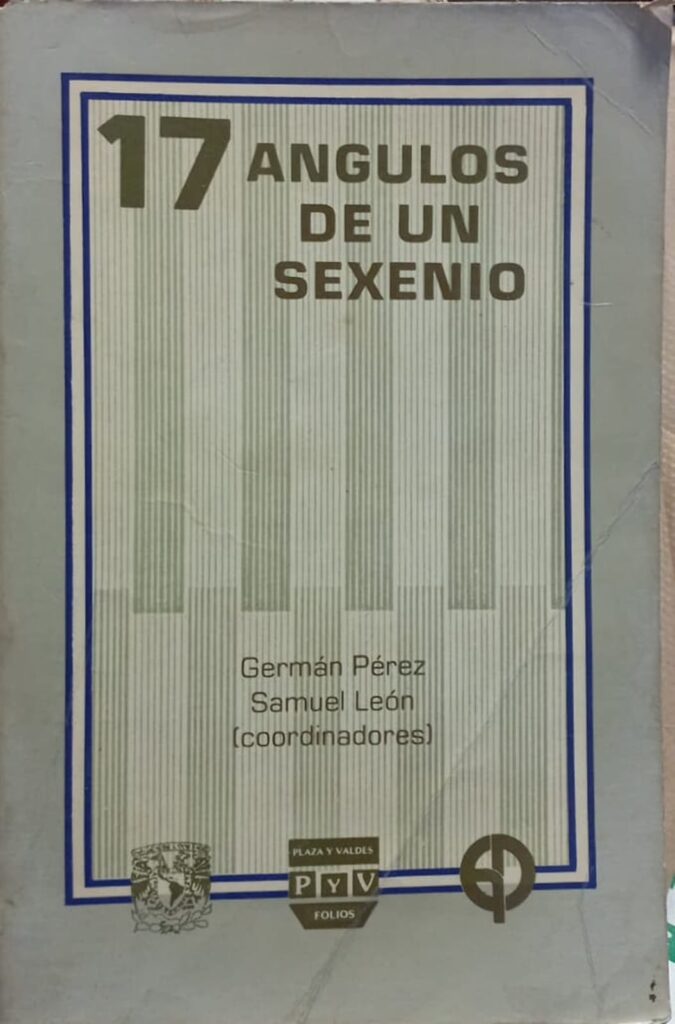 17 ANGULOS
DE UN
SEXENIO
Germán Pérez
Samuel León
(coordinadores)
PLAZA Y VALDES
PYV
FOLIOS